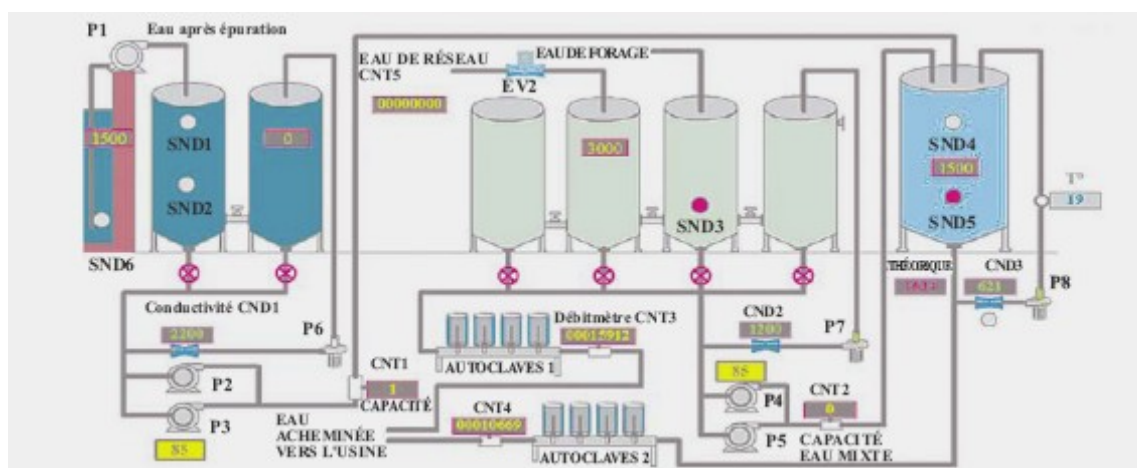 P1
Eau après épuration
EAU DE RÉSEAU
CNT5
00000000
EAU DE FORAGE
EV2
1500
SND1
SND2
0
3000
SND3
SND4
1500
SND5
T°
19
SND6
THÉORIQUE
CND3
621
P8
Conductivité CND1
2200
P6
Débitmètre CNT3
00015912
CND2
1200
P7
AUTOCLAVES 1
P2
CNT1
1
CAPACITÉ
85
P4
P3
85
EAU
ACHEMINÉE
VERS L'USINE
CNT4
00010669
AUTOCLAVES 2
P5
CNT2
0
CAPACITÉ
EAU MIXTE